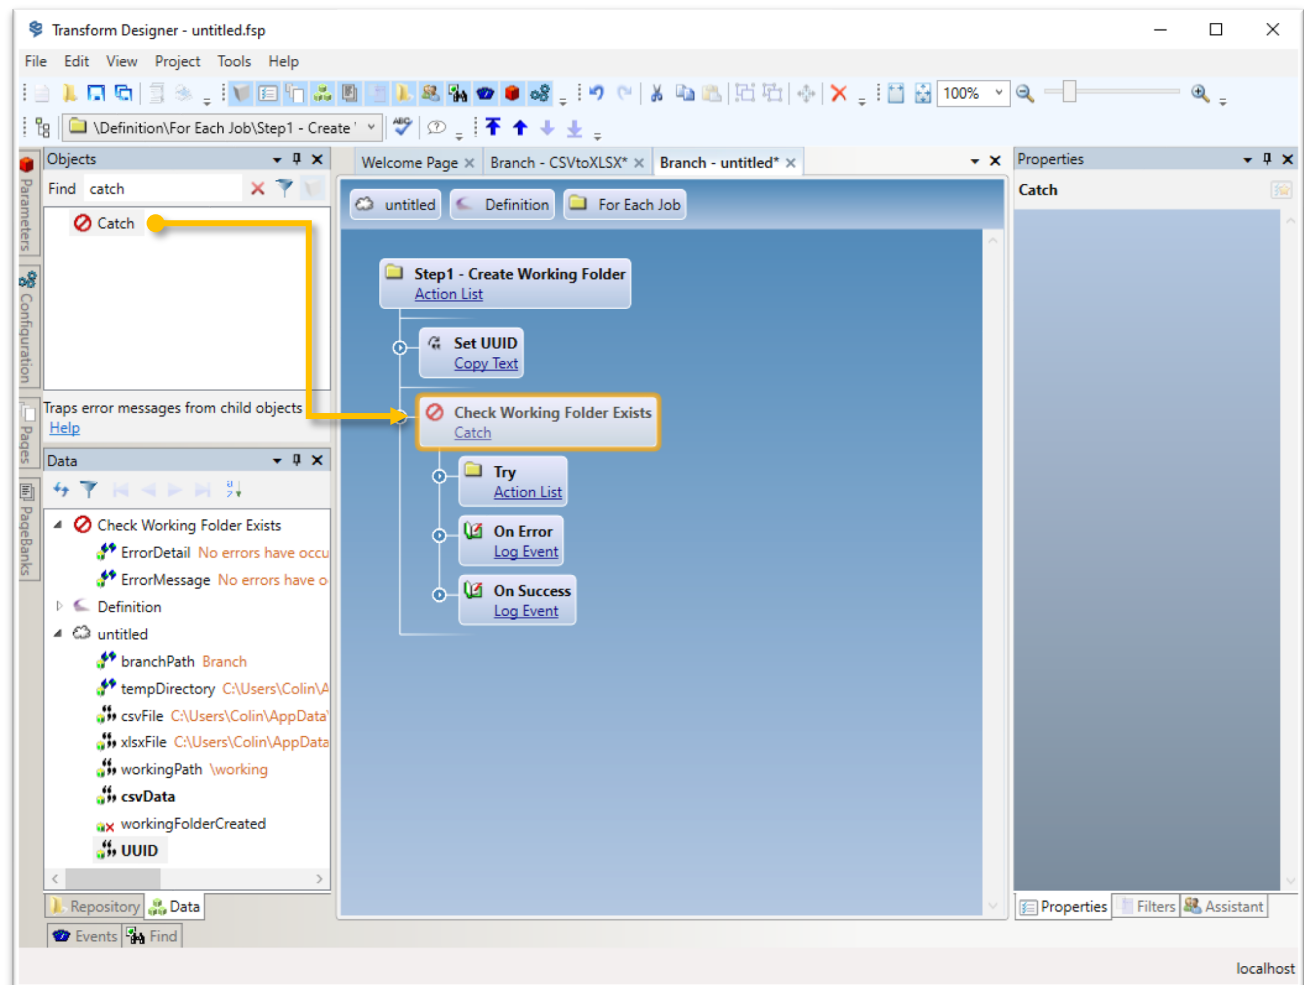 Transform Designer - untitled.fsp
File Edit View Project Tools Help
100%
\Definition\For Each Job\Step1 - Create
ABC
Objects
Find catch
Catch
Traps error messages from child objects
Help
Parameters
Configuration
Pages
PageBanks
Data
Check Working Folder Exists
ErrorDetail No errors have occu
ErrorMessage No errors have o
Definition
untitled
branchPath Branch
tempDirectory C:\Users\Colin\A
csvFile C:\Users\Colin\AppData\
xlsxFile C:\Users\Colin\AppData
workingPath \working
csvData
workingFolderCreated
UUID
Repository Data
Events Find
Welcome Page Branch - CSVtoXLSX* Branch - untitled*
untitled Definition For Each Job
Step1 - Create Working Folder
Action List
Set UUID
Copy Text
Check Working Folder Exists
Catch
Try
Action List
On Error
Log Event
On Success
Log Event
Properties
Catch
Properties Filters Assistant
localhost